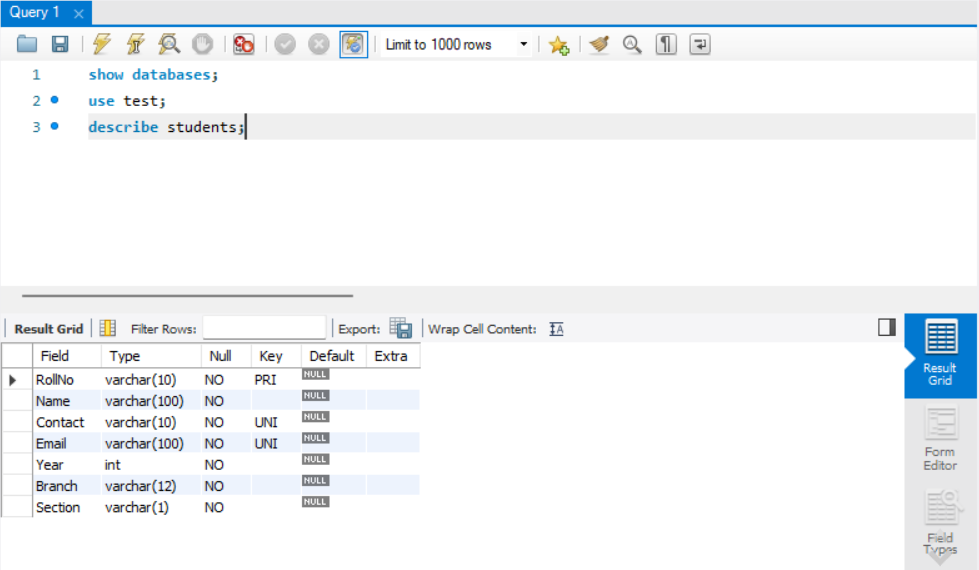 Query 1
Limit to 1000 rows
1 show databases;
2 use test;
3 describe students;
Result Grid Filter Rows: Export: Wrap Cell Content:
Field Type Null Key Default Extra
RollNo varchar(10) NO PRI NULL
Name varchar(100) NO NULL
Contact varchar(10) NO UNI NULL
Email varchar(100) NO UNI NULL
Year int NO NULL
Branch varchar(12) NO NULL
Section varchar(1) NO NULL
Result
Grid
Form
Editor
Field
Types